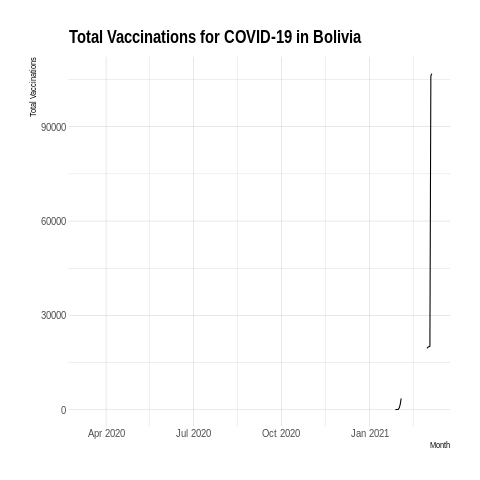 Total Vaccinations for COVID-19 in Bolivia
Total Vaccinations
90000
60000
30000
0
Apr 2020
Jul 2020
Oct 2020
Jan 2021
Month